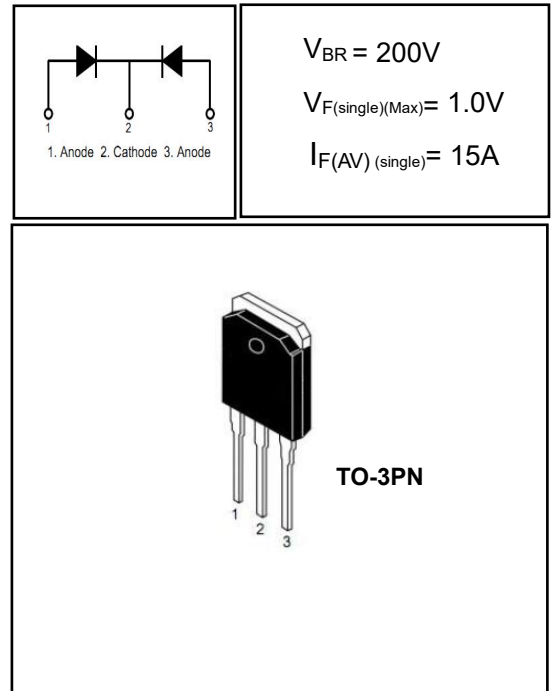 1 2 3
1. Anode 2. Cathode 3. Anode
VBR = 200V
VF(single)(Max)= 1.0V
IF(AV) (single)= 15A
TO-3PN
1
2
3